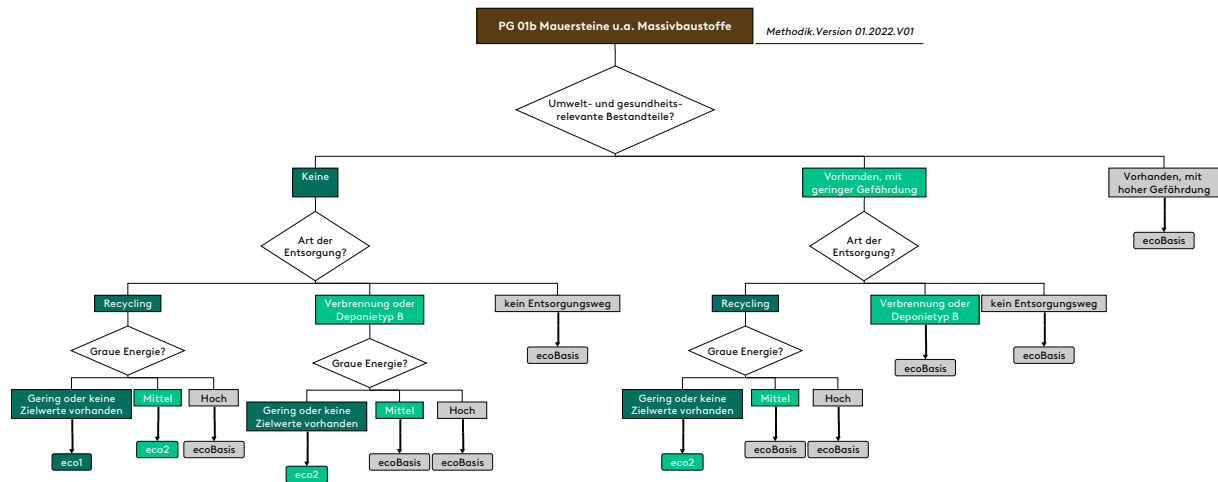 PG 01b Mauersteine u.a. Massivbaustoffe
Methodik.Version 01.2022.V01
Umwelt- und gesundheits-
relevante Bestandteile?
Keine
Vorhanden, mit
geringer Gefährdung
Vorhanden, mit
hoher Gefährdung
ecoBasis
Art der
Entsorgung?
Art der
Entsorgung?
Recycling
Verbrennung oder
Deponietyp B
kein Entsorgungsweg
ecoBasis
Recycling
Verbrennung oder
Deponietyp B
ecoBasis
kein Entsorgungsweg
ecoBasis
Graue Energie?
Graue Energie?
Graue Energie?
Gering oder keine
Zielwerte vorhanden
Mittel
Hoch
eco1
eco2
ecoBasis
Gering oder keine
Zielwerte vorhanden
Mittel
Hoch
eco2
ecoBasis
ecoBasis
Gering oder keine
Zielwerte vorhanden
Mittel
Hoch
eco2
ecoBasis
ecoBasis